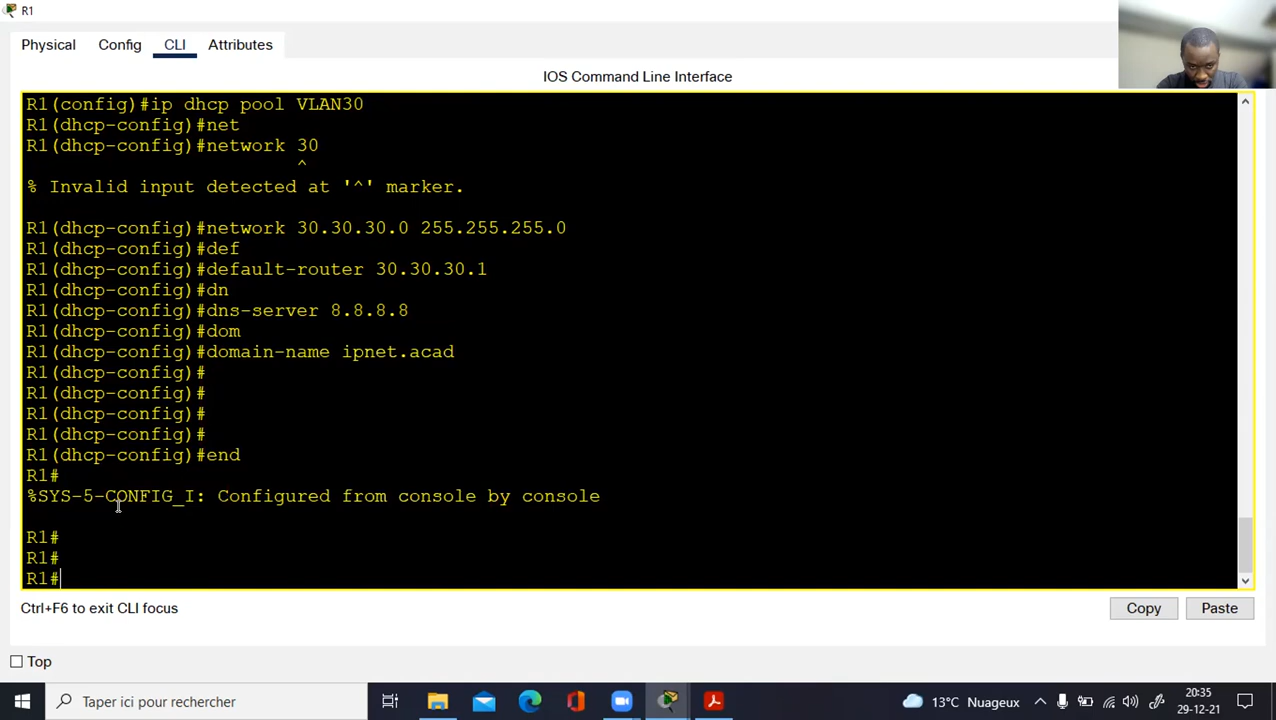 R1
Physical Config CLI Attributes
IOS Command Line Interface
R1(config)#ip dhcp pool VLAN30
R1(dhcp-config)#net
R1(dhcp-config)#network 30
^
% Invalid input detected at '^' marker.
R1(dhcp-config)#network 30.30.30.0 255.255.255.0
R1(dhcp-config)#def
R1(dhcp-config)#default-router 30.30.30.1
R1(dhcp-config)#dn
R1(dhcp-config)#dns-server 8.8.8.8
R1(dhcp-config)#dom
R1(dhcp-config)#domain-name ipnet.acad
R1(dhcp-config)#
R1(dhcp-config)#
R1(dhcp-config)#
R1(dhcp-config)#
R1(dhcp-config)#end
R1#
%SYS-5-CONFIG_I: Configured from console by console
R1#
R1#
R1#
Ctrl+F6 to exit CLI focus
Copy Paste
Top
Taper ici pour rechercher
13°C Nuageux
20:35
29-12-21